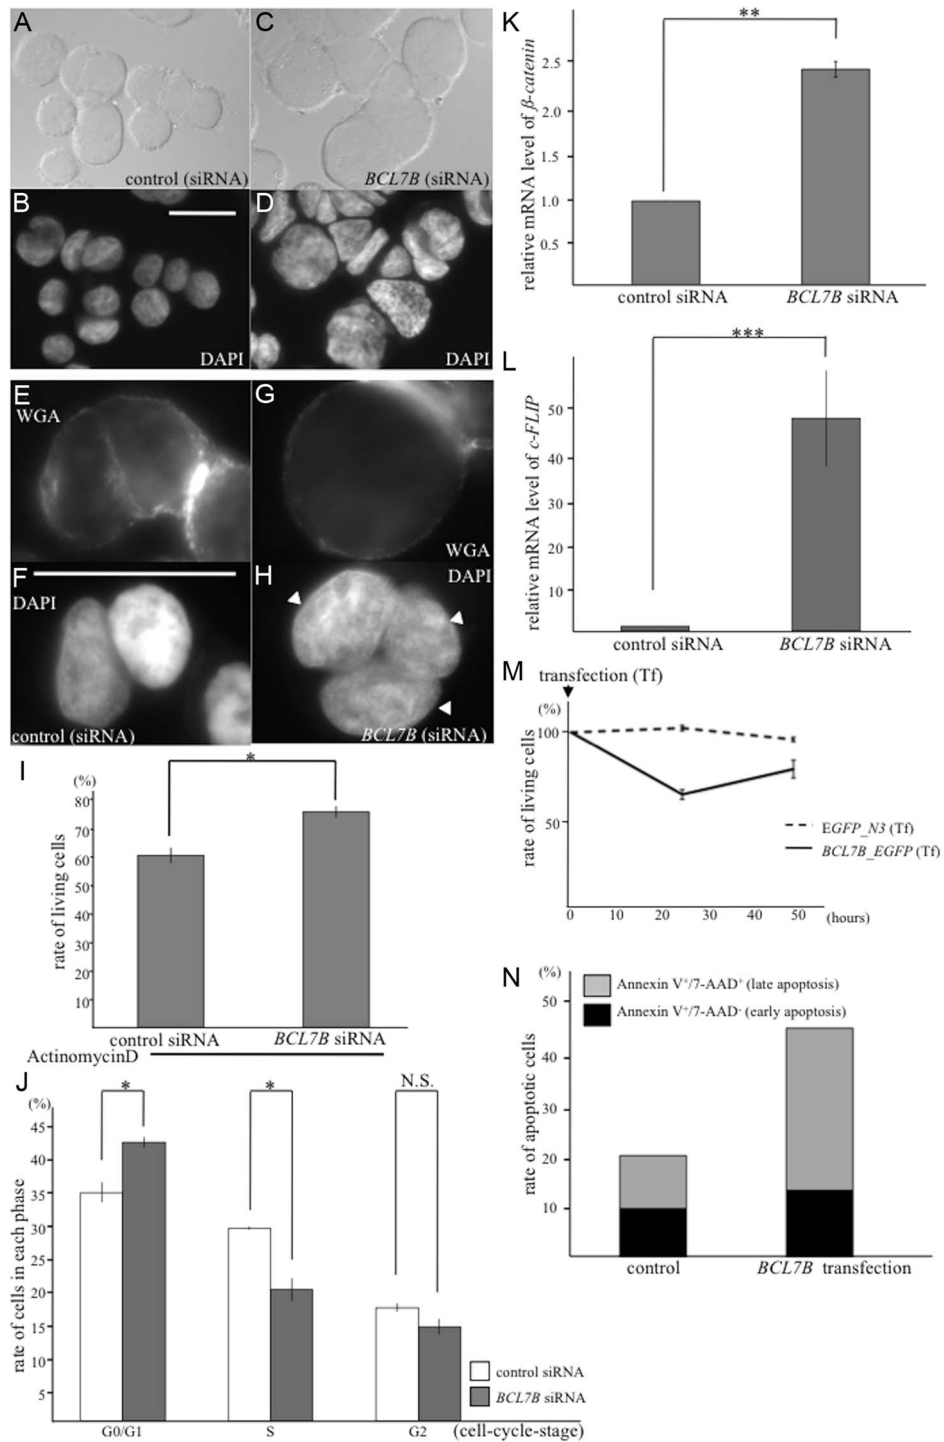 A
control (siRNA)
C
BCL7B (siRNA)
B
DAPI
D
DAPI
E
WGA
G
WGA
F
DAPI
control (siRNA)
H
DAPI
BCL7B (siRNA)
I
(%)
rate of living cells
80
70
60
50
40
30
20
10
*
control siRNA
BCL7B siRNA
ActinomycinD
J
(%)
rate of cells in each phase
45
40
35
30
25
20
15
10
5
*
*
N.S.
control siRNA
BCL7B siRNA
G0/G1
S
G2
(cell-cycle-stage)
K
relative mRNA level of β-catenin
2.5
2.0
1.5
1.0
0.5
**
control siRNA
BCL7B siRNA
L
relative mRNA level of c-FLIP
50
40
30
20
10
***
control siRNA
BCL7B siRNA
M
transfection (Tf)
(%)
rate of living cells
100
50
EGFP_N3 (Tf)
BCL7B_EGFP (Tf)
0 10 20 30 40 50 (hours)
N
(%)
rate of apoptotic cells
50
40
30
20
10
Annexin V⁺/7-AAD⁺ (late apoptosis)
Annexin V⁺/7-AAD⁻ (early apoptosis)
control
BCL7B transfection